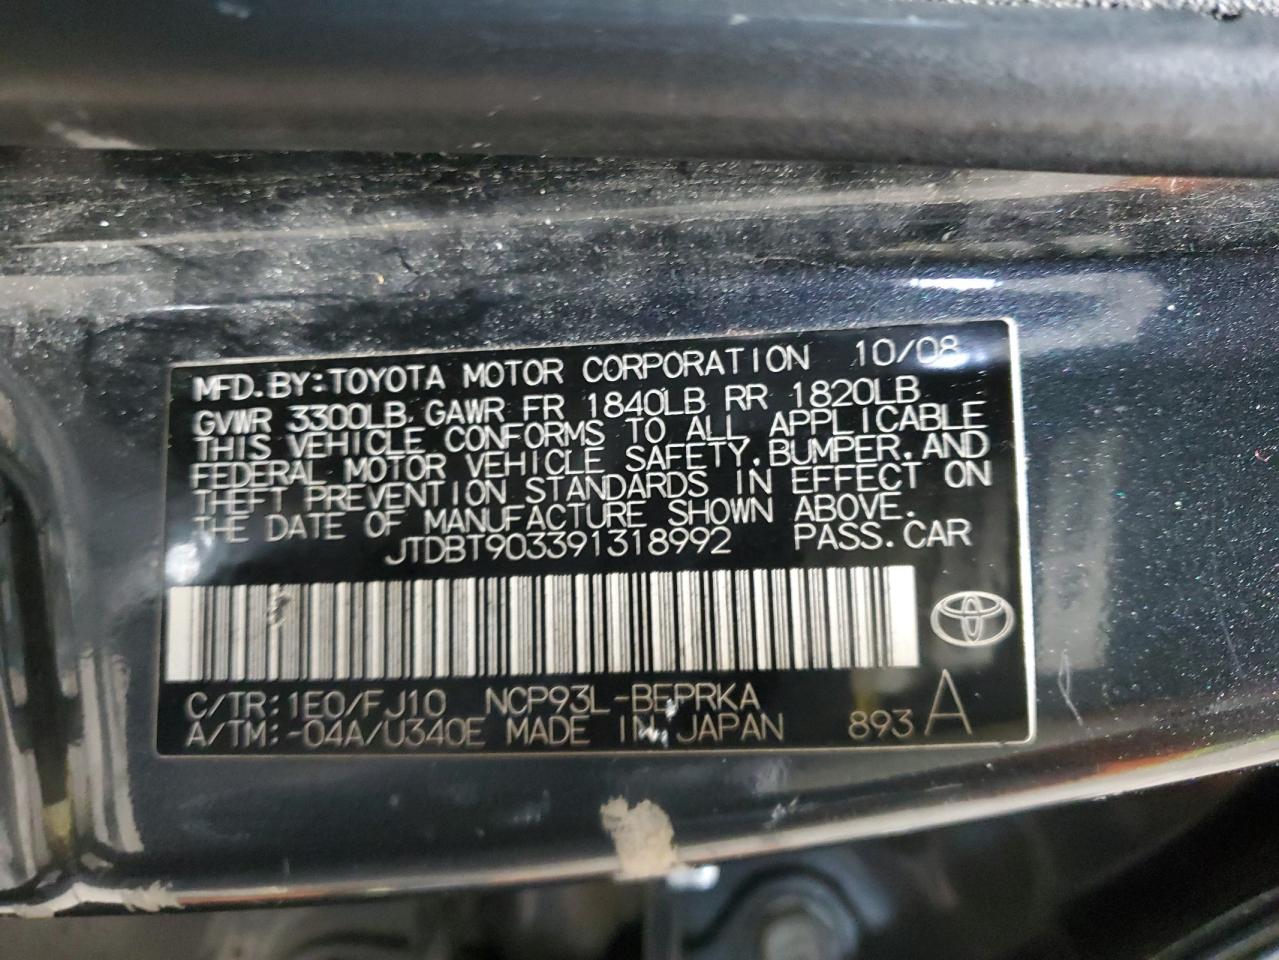 MFD.BY:TOYOTA MOTOR CORPORATION 10/08
GVWR 3300LB GAWR FR 1840LB RR 1820LB
THIS VEHICLE CONFORMS TO ALL APPLICABLE
FEDERAL MOTOR VEHICLE SAFETY,BUMPER,AND
THEFT PREVENTION STANDARDS IN EFFECT ON
THE DATE OF MANUFACTURE SHOWN ABOVE.
JTDBT903391318992 PASS.CAR
C/TR:1E0/FJ10 NCP93L-BEPRKA
A/TM:-04A/U340E MADE IN JAPAN 893 A